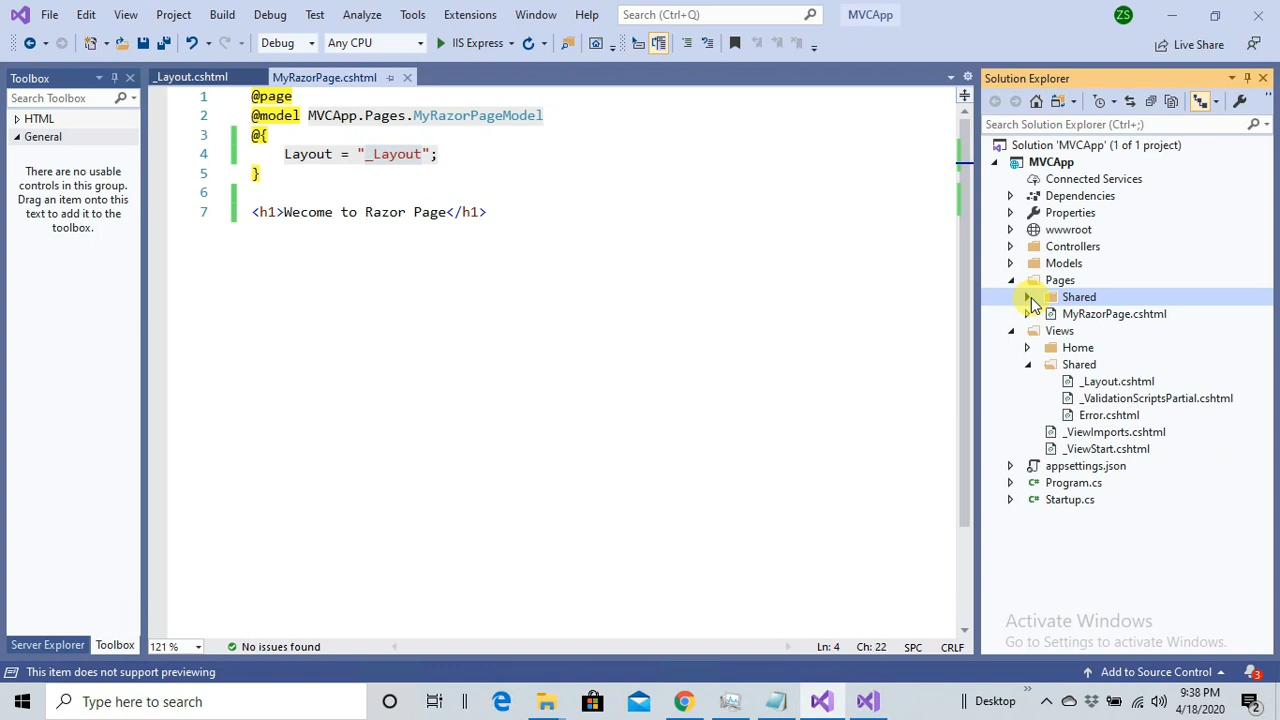 File Edit View Project Build Debug Test Analyze Tools Extensions Window Help Search (Ctrl+Q) MVCApp ZS
Debug Any CPU IIS Express Live Share
Toolbox
Search Toolbox
HTML
General
There are no usable
controls in this group.
Drag an item onto this
text to add it to the
toolbox.
Server Explorer Toolbox
_Layout.cshtml MyRazorPage.cshtml
1 @page
2 @model MVCApp.Pages.MyRazorPageModel
3 @{
4 Layout = "_Layout";
5 }
6
7 <h1>Wecome to Razor Page</h1>
121 % No issues found Ln: 4 Ch: 22 SPC CRLF
Solution Explorer
Search Solution Explorer (Ctrl+;)
Solution 'MVCApp' (1 of 1 project)
MVCApp
Connected Services
Dependencies
Properties
wwwroot
Controllers
Models
Pages
Shared
MyRazorPage.cshtml
Views
Home
Shared
_Layout.cshtml
_ValidationScriptsPartial.cshtml
Error.cshtml
_ViewImports.cshtml
_ViewStart.cshtml
appsettings.json
Program.cs
Startup.cs
Activate Windows
Go to Settings to activate Windows.
This item does not support previewing Add to Source Control 3
Type here to search Desktop 9:38 PM
4/18/2020 2